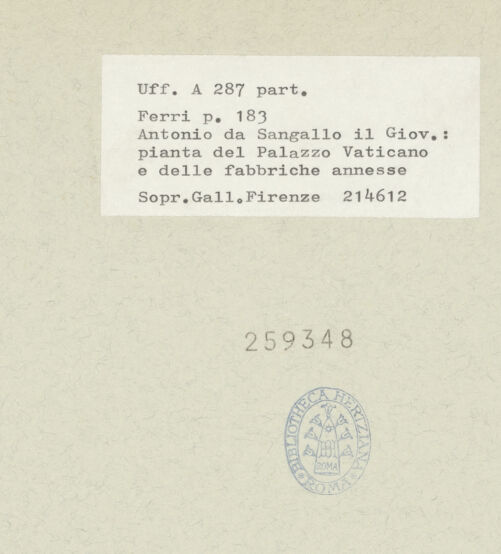 Uff. A 287 part.
Ferri p. 183
Antonio da Sangallo il Giov.:
pianta del Palazzo Vaticano
e delle fabbriche annesse
Sopr.Gall.Firenze 214612
259348
BIBLIOTHECA HERTZIANA
ROMA
ROMA